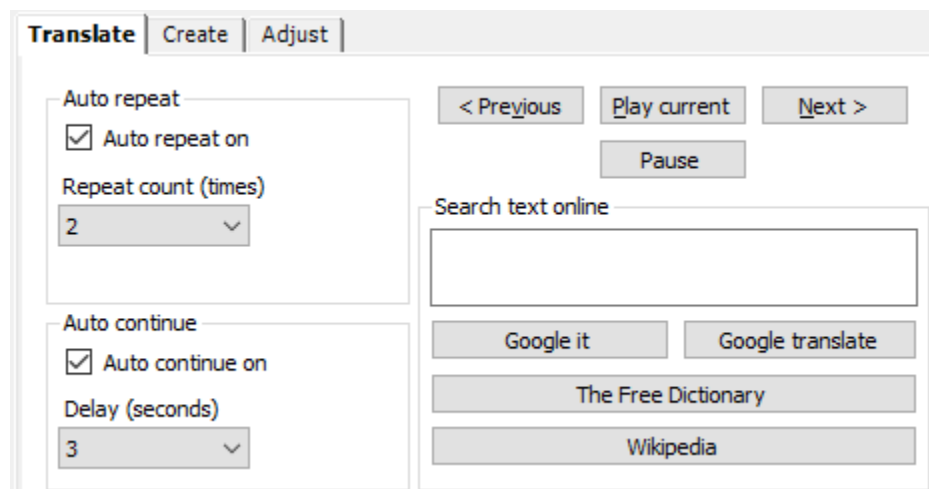 Translate Create Adjust
Auto repeat
Auto repeat on
Repeat count (times)
2
Auto continue
Auto continue on
Delay (seconds)
3
< Previous Play current Next >
Pause
Search text online
Google it Google translate
The Free Dictionary
Wikipedia